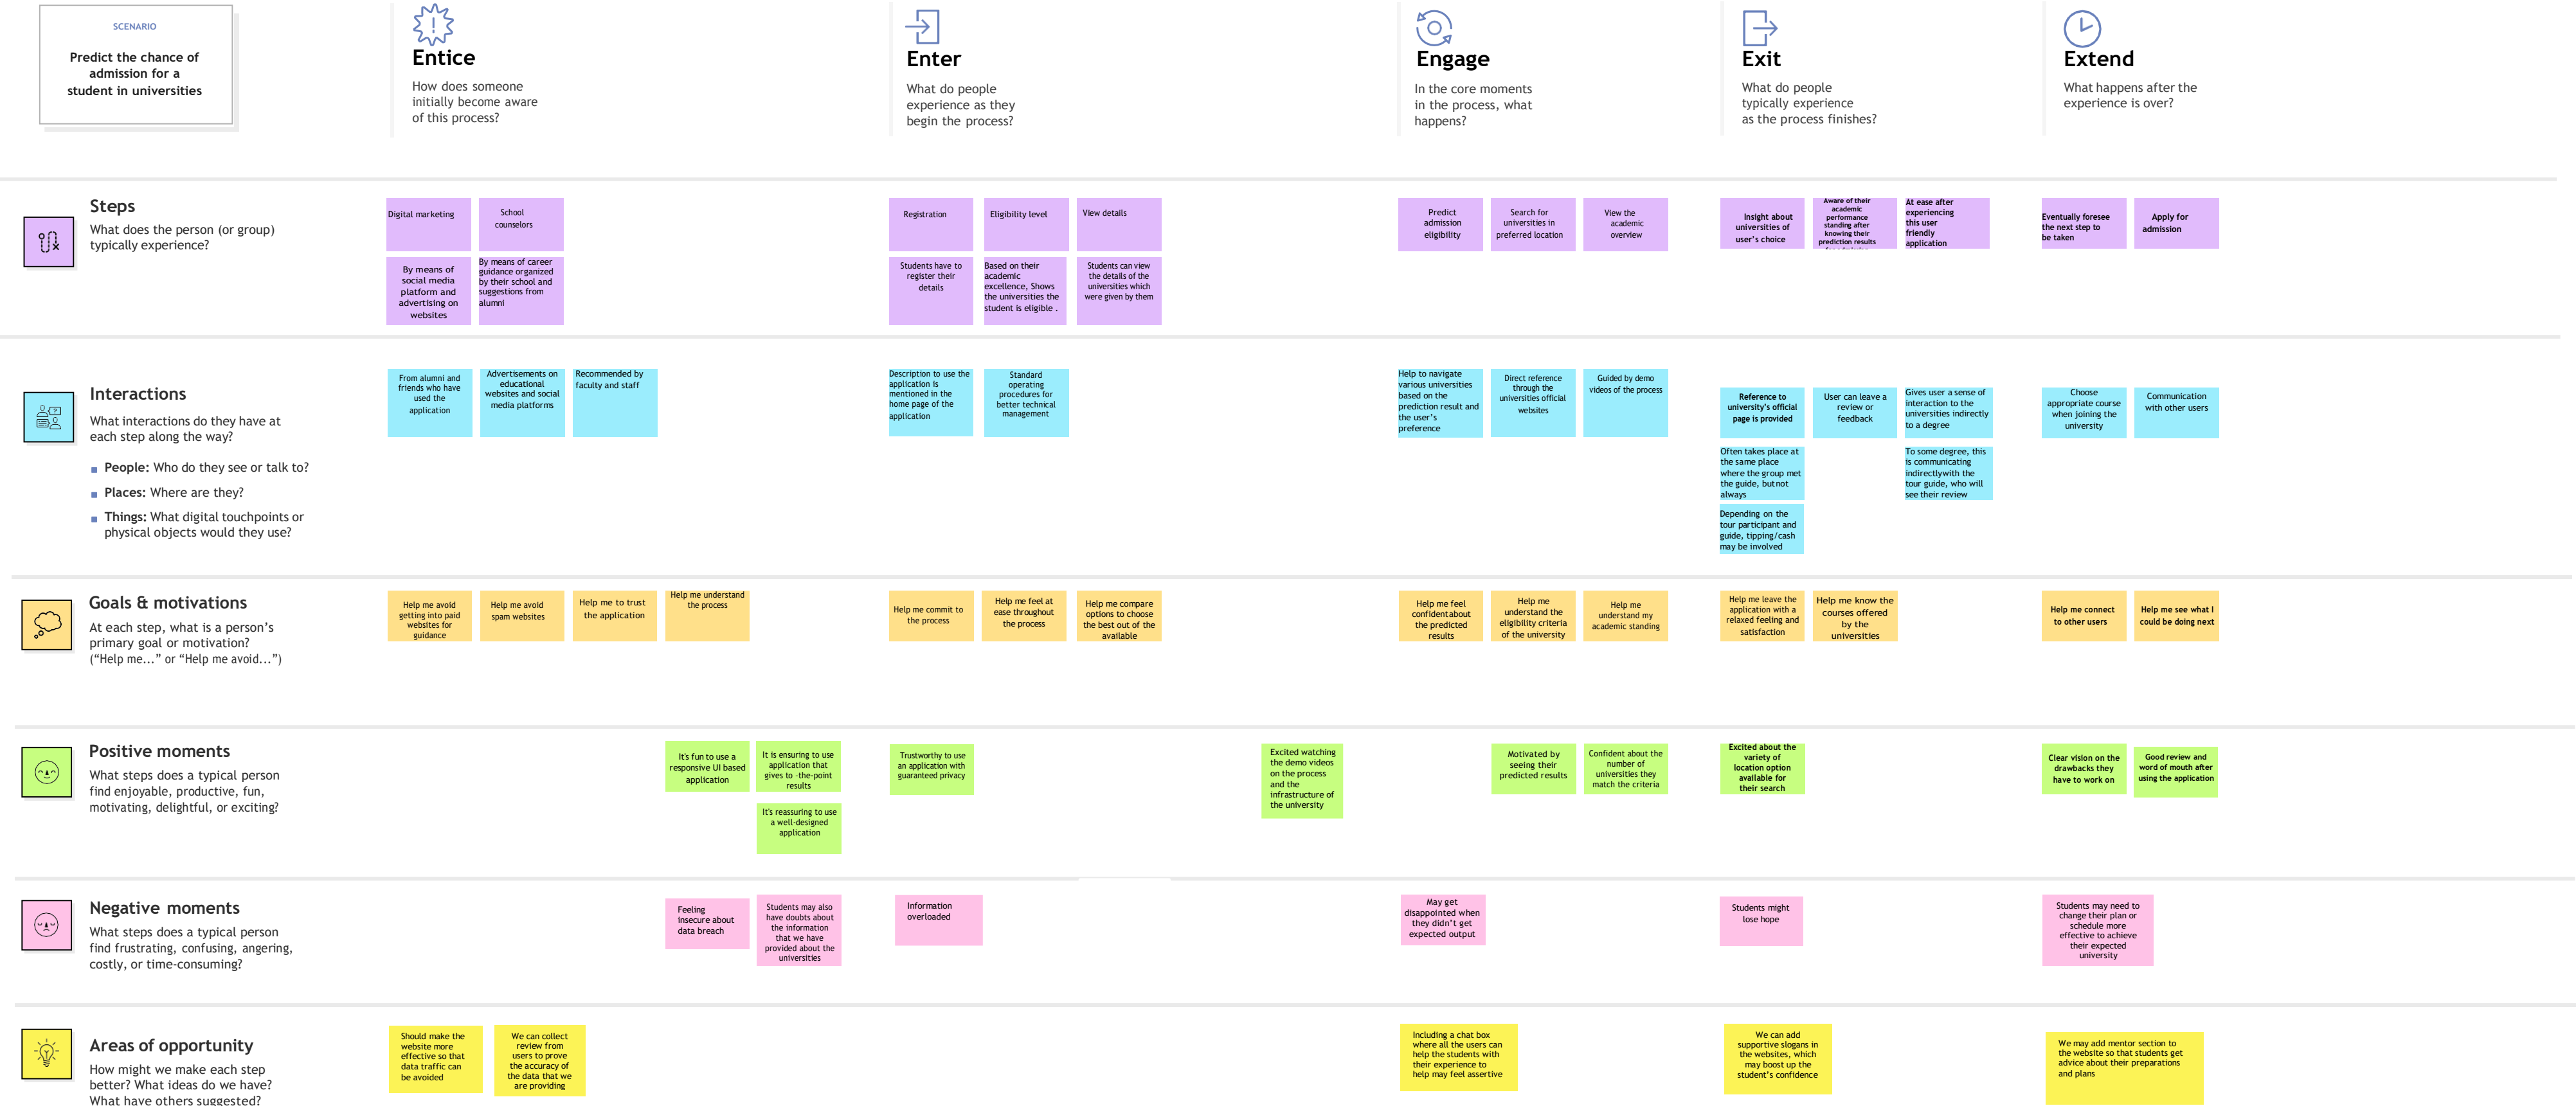 SCENARIO
Predict the chance of
admission for a
student in universities
Entice
How does someone
initially become aware
of this process?
Enter
What do people
experience as they
begin the process?
Engage
In the core moments
in the process, what
happens?
Exit
What do people
typically experience
as the process finishes?
Extend
What happens after the
experience is over?
Steps
What does the person (or group)
typically experience?
Digital marketing
School
counselors
By means of
social media
platform and
advertising on
websites
By means of career
guidance organized
by their school and
suggestions from
alumni
Registration
Eligibility level
View details
Students have to
register their
details
Based on their
academic
excellence, Shows
the universities the
student is eligible .
Students can view
the details of the
universities which
were given by them
Predict
admission
eligibility
Search for
universities in
preferred location
View the
academic
overview
Insight about
universities of
user's choice
Aware of their
academic
performance
standing after
knowing their
prediction results
At ease after
experiencing
this user
friendly
application
Eventually foresee
the next step to
be taken
Apply for
admission
Interactions
What interactions do they have at
each step along the way?
People: Who do they see or talk to?
Places: Where are they?
Things: What digital touchpoints or
physical objects would they use?
From alumni and
friends who have
used the
application
Advertisements on
educational
websites and social
media platforms
Recommended by
faculty and staff
Description to use the
application is
mentioned in the
home page of the
application
Standard
operating
procedures for
better technical
management
Help to navigate
various universities
based on the
prediction result and
the user's
preference
Direct reference
through the
universities official
websites
Guided by demo
videos of the process
Reference to
university's official
page is provided
User can leave a
review or
feedback
Gives user a sense of
interaction to the
universities indirectly
to a degree
Often takes place at
the same place
where the group met
the guide, butnot
always
To some degree, this
is communicating
indirectlywith the
tour guide, who will
see their review
Depending on the
tour participant and
guide, tipping/cash
may be involved
Choose
appropriate course
when joining the
university
Communication
with other users
Goals & motivations
At each step, what is a person's
primary goal or motivation?
("Help me..." or "Help me avoid...")
Help me avoid
getting into paid
websites for
guidance
Help me avoid
spam websites
Help me to trust
the application
Help me understand
the process
Help me commit to
the process
Help me feel at
ease throughout
the process
Help me compare
options to choose
the best out of the
available
Help me feel
confidentabout
the predicted
results
Help me
understand the
eligibility criteria
of the university
Help me
understand my
academic standing
Help me leave the
application with a
relaxed feeling and
satisfaction
Help me know the
courses offered
by the
universities
Help me connect
to other users
Help me see what I
could be doing next
Positive moments
What steps does a typical person
find enjoyable, productive, fun,
motivating, delightful, or exciting?
It's fun to use a
responsive UI based
application
It is ensuring to use
application that
gives to -the-point
results
It's reassuring to use
a well-designed
application
Trustworthy to use
an application with
guaranteed privacy
Excited watching
the demo videos
on the process
and the
infrastructure of
the university
Motivated by
seeing their
predicted results
Confident about the
number of
universities they
match the criteria
Excited about the
variety of
location option
available for
their search
Clear vision on the
drawbacks they
have to work on
Good review and
word of mouth after
using the application
Negative moments
What steps does a typical person
find frustrating, confusing, angering,
costly, or time-consuming?
Feeling
insecure about
data breach
Students may also
have doubts about
the information
that we have
provided about the
universities
Information
overloaded
May get
disappointed when
they didn't get
expected output
Students might
lose hope
Students may need to
change their plan or
schedule more
effective to achieve
their expected
university
Areas of opportunity
How might we make each step
better? What ideas do we have?
What have others suggested?
Should make the
website more
effective so that
data traffic can
be avoided
We can collect
review from
users to prove
the accuracy of
the data that we
are providing
Including a chat box
where all the users can
help the students with
their experience to
help may feel assertive
We can add
supportive slogans in
the websites, which
may boost up the
student's confidence
We may add mentor section to
the website so that students get
advice about their preparations
and plans